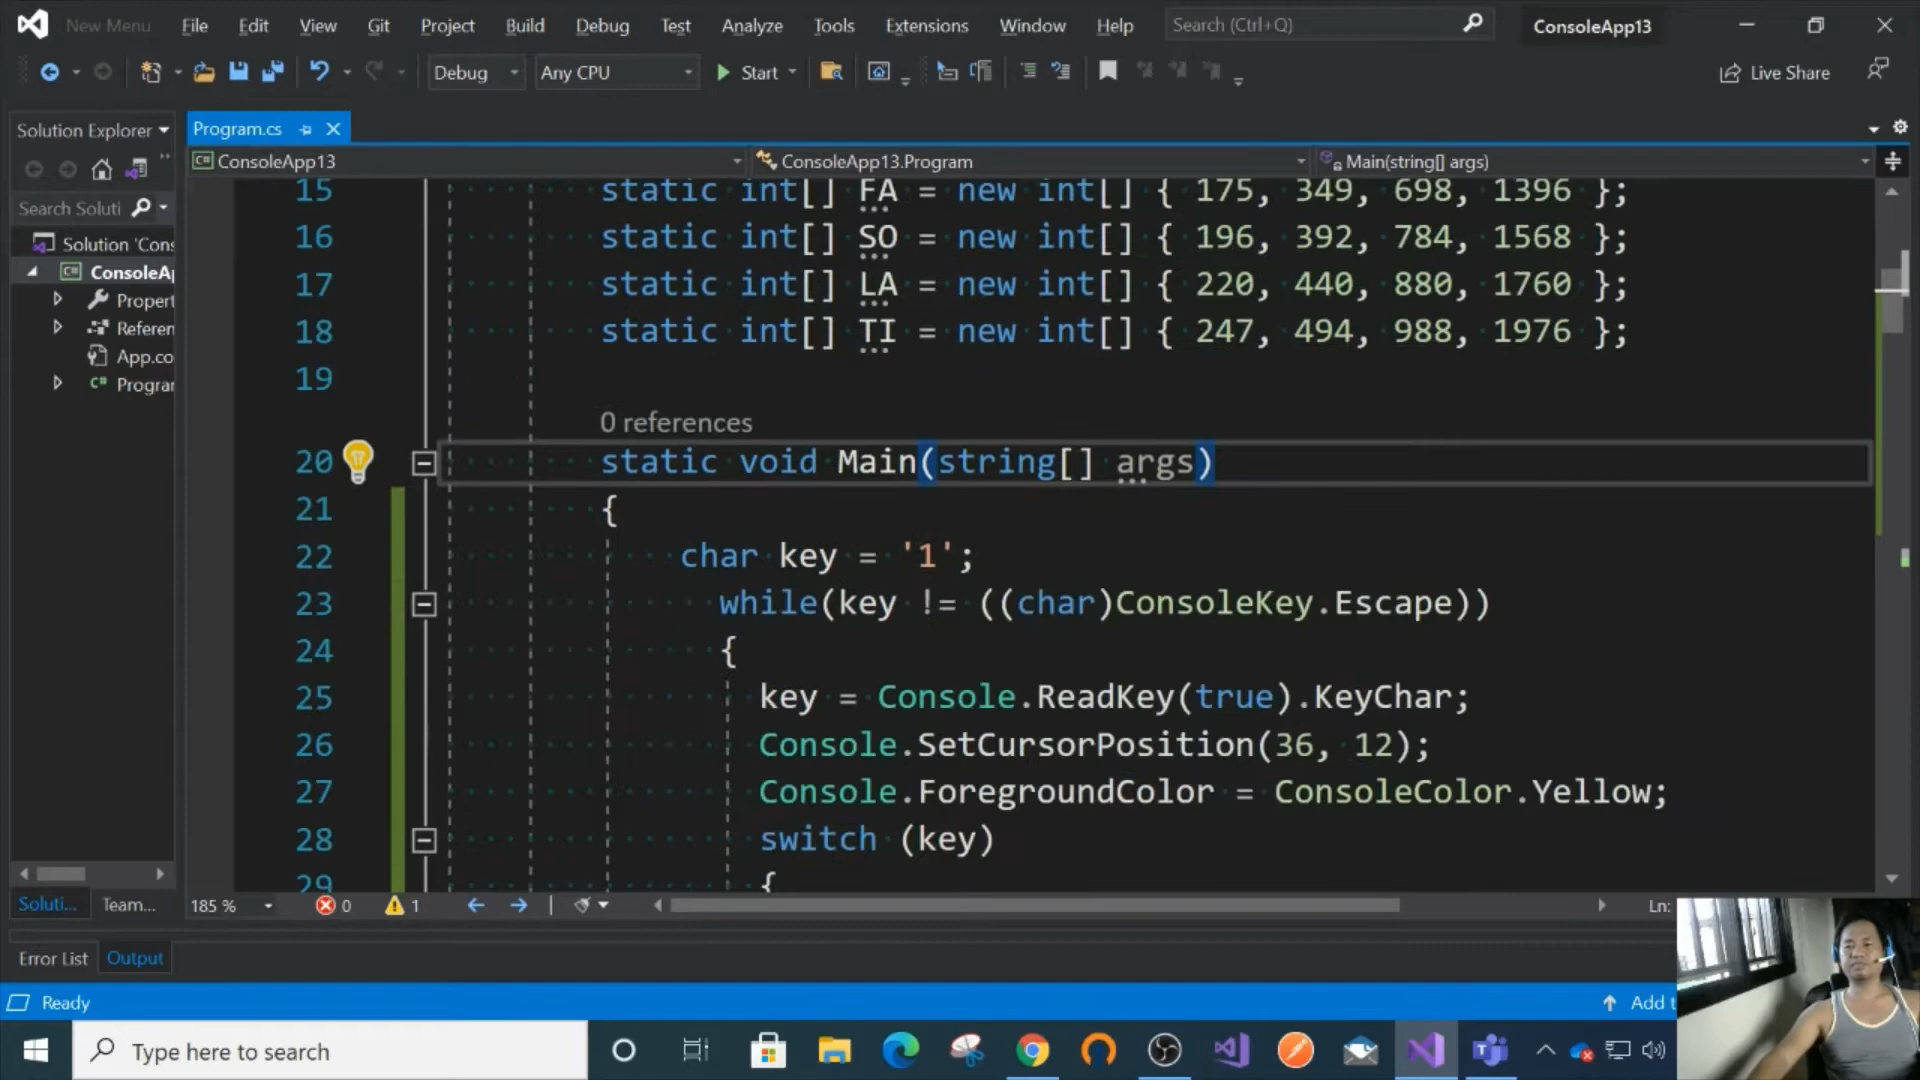 New Menu File Edit View Git Project Build Debug Test Analyze Tools Extensions Window Help Search (Ctrl+Q) ConsoleApp13
Debug Any CPU Start Live Share
Solution Explorer Program.cs
ConsoleApp13 ConsoleApp13.Program Main(string[] args)
Search Soluti
Solution 'Cons
ConsoleAp
Propert
Referen
App.co
C# Program
15 static int[] FA = new int[] { 175, 349, 698, 1396 };
16 static int[] SO = new int[] { 196, 392, 784, 1568 };
17 static int[] LA = new int[] { 220, 440, 880, 1760 };
18 static int[] TI = new int[] { 247, 494, 988, 1976 };
19
0 references
20 static void Main(string[] args)
21 {
22 char key = '1';
23 while(key != ((char)ConsoleKey.Escape))
24 {
25 key = Console.ReadKey(true).KeyChar;
26 Console.SetCursorPosition(36, 12);
27 Console.ForegroundColor = ConsoleColor.Yellow;
28 switch (key)
29 {
Soluti... Team... 185 % 0 1 Ln:
Error List Output
Ready Add t
Type here to search